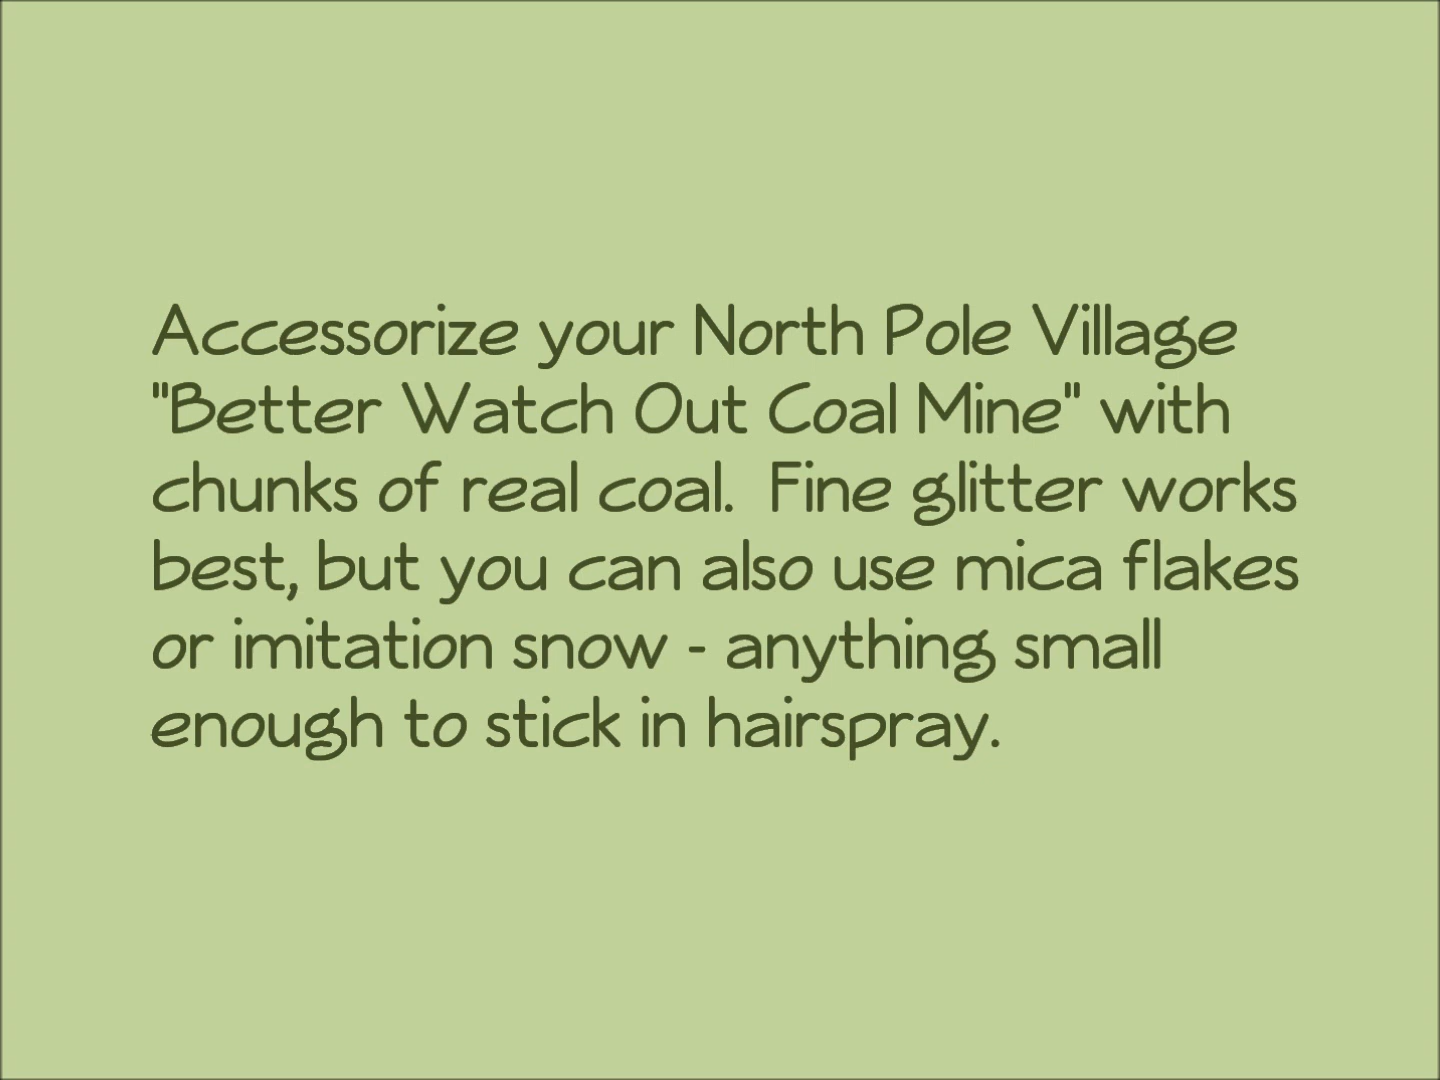 Accessorize your North Pole Village
"Better Watch Out Coal Mine" with
chunks of real coal.  Fine glitter works
best, but you can also use mica flakes
or imitation snow - anything small
enough to stick in hairspray.